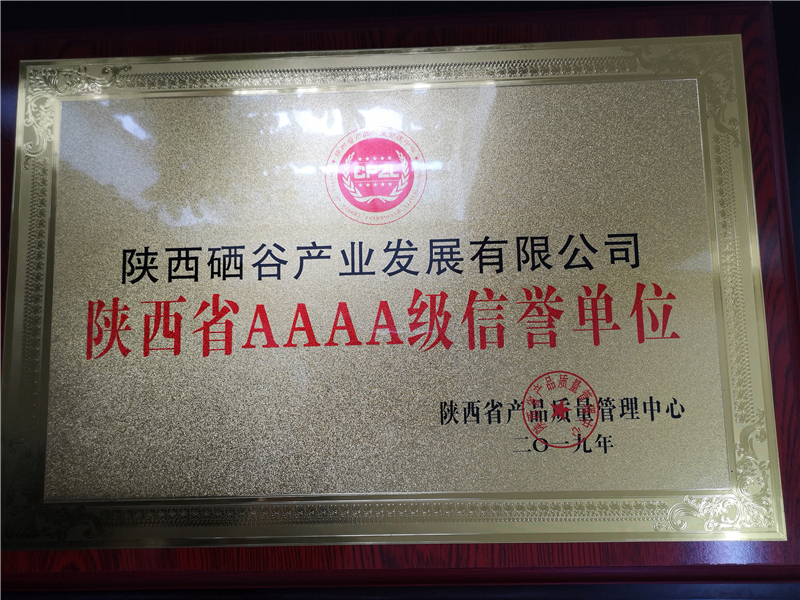 陕西硒谷产业发展有限公司
陕西省AAAA级信誉单位
陕西省产品质量管理中心
二〇一九年